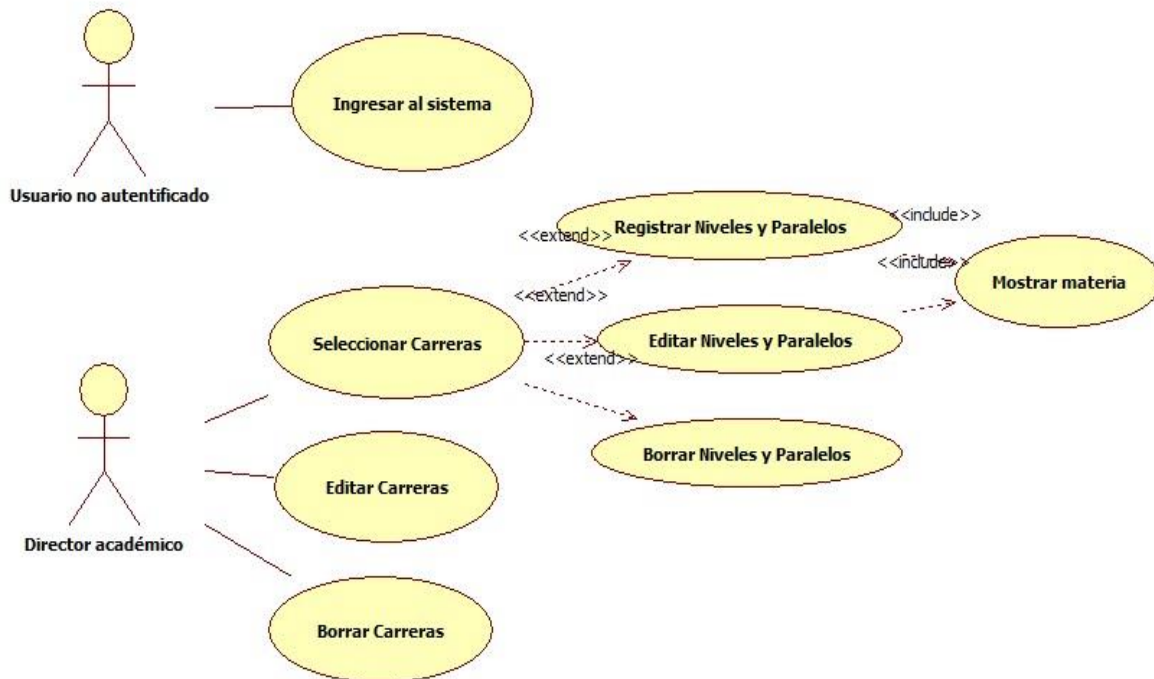 Ingresar al sistema
Usuario no autentificado
Registrar Niveles y Paralelos
<<include>>
<<extend>>
<<include>>
Mostrar materia
<<extend>>
Seleccionar Carreras
Editar Niveles y Paralelos
<<extend>>
Borrar Niveles y Paralelos
Editar Carreras
Director académico
Borrar Carreras